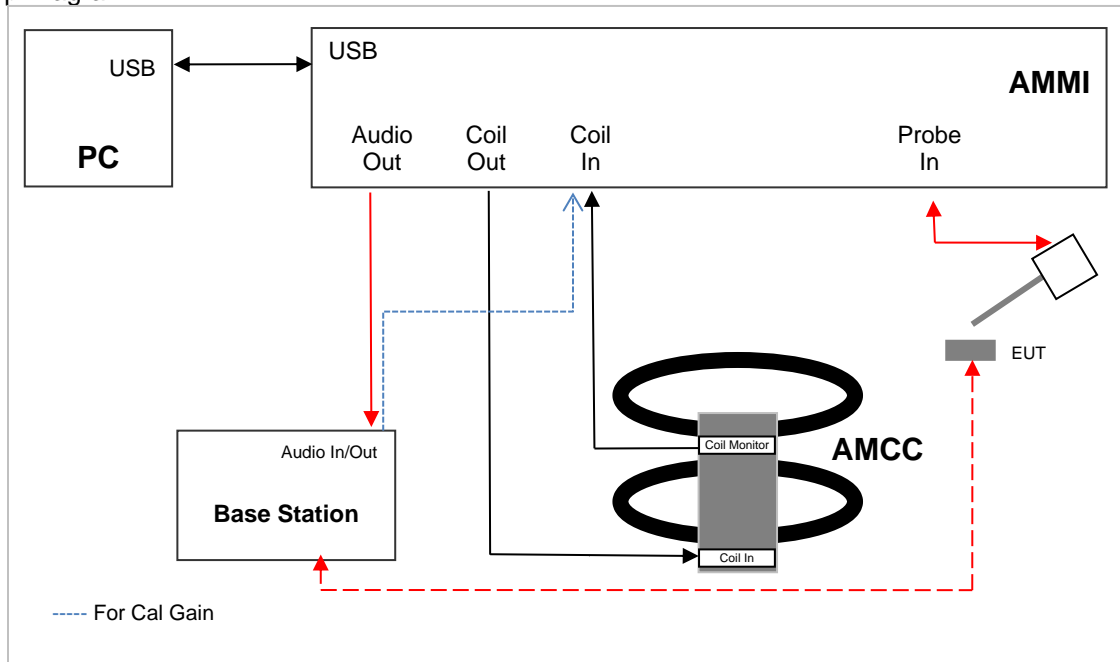 USB
PC
USB
AMMI
Audio
Out
Coil
Out
Coil
In
Probe
In
EUT
Coil Monitor
AMCC
Coil In
Audio In/Out
Base Station
For Cal Gain